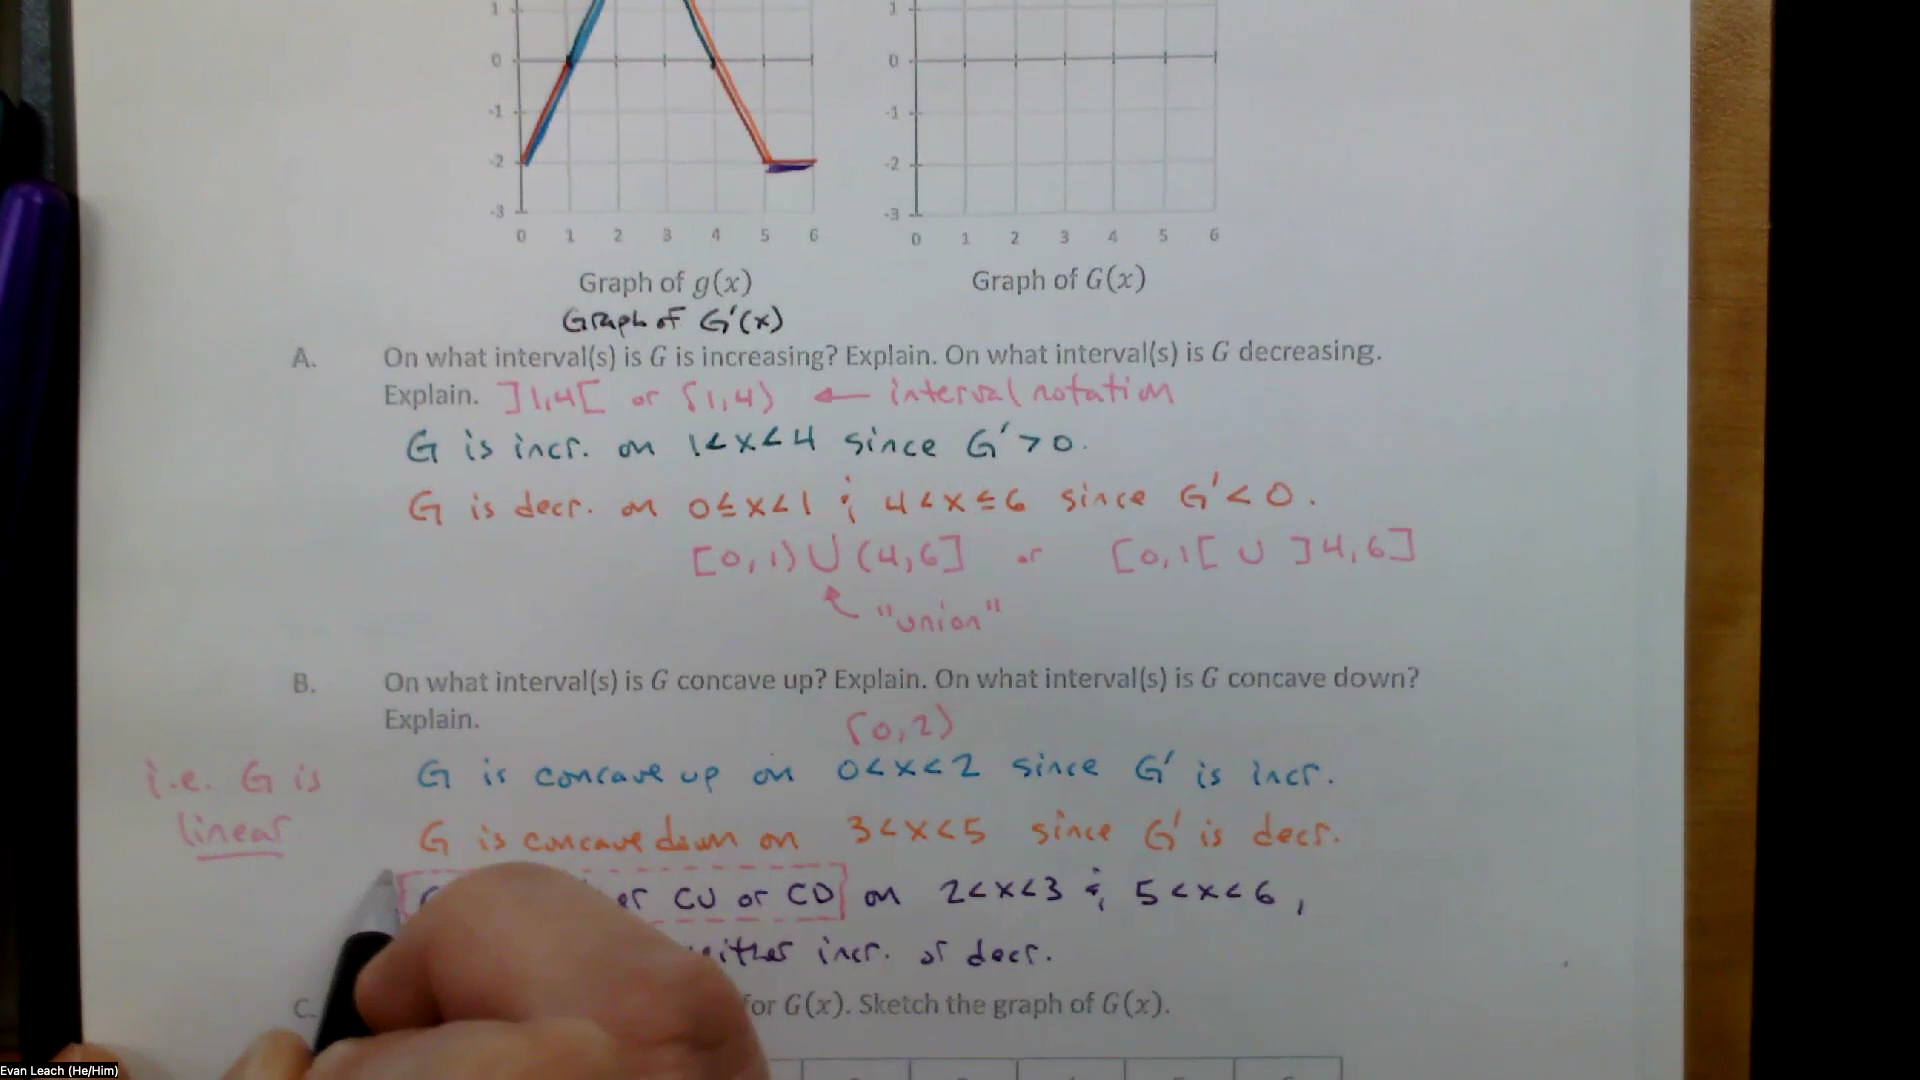 1 1
0 0
-1 -1
-2 -2
-3 -3
0 1 2 3 4 5 6 0 1 2 3 4 5 6
Graph of g(x) Graph of G(x)
Graph of G'(x)
A. On what interval(s) is G is increasing? Explain. On what interval(s) is G decreasing.
Explain. ]1,4[ or (1,4) ← interval notation
G is incr. on 1<x<4 since G'>0.
G is decr. on 0≤x<1 & 4<x≤6 since G'<0.
[0,1)∪(4,6] or [0,1[ ∪ ]4,6]
"union"
B. On what interval(s) is G concave up? Explain. On what interval(s) is G concave down?
Explain.
(0,2)
i.e. G is
linear
G is concave up on 0<x<2 since G' is incr.
G is concave down on 3<x<5 since G' is decr.
CU or CD on 2<x<3 & 5<x<6,
incr. or decr.
C. for G(x). Sketch the graph of G(x).
Evan Leach (He/Him)